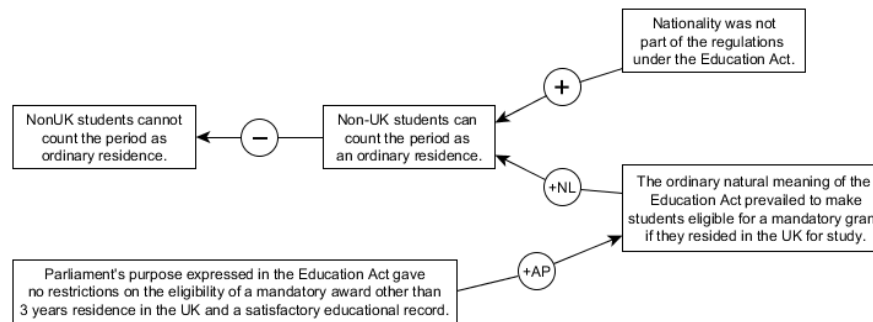 Nationality was not
part of the regulations
under the Education Act.
+
NonUK students cannot
count the period as
ordinary residence.
−
Non-UK students can
count the period as
an ordinary residence.
+NL
The ordinary natural meaning of the
Education Act prevailed to make
students eligible for a mandatory gran
if they resided in the UK for study.
+AP
Parliament's purpose expressed in the Education Act gave
no restrictions on the eligibility of a mandatory award other than
3 years residence in the UK and a satisfactory educational record.